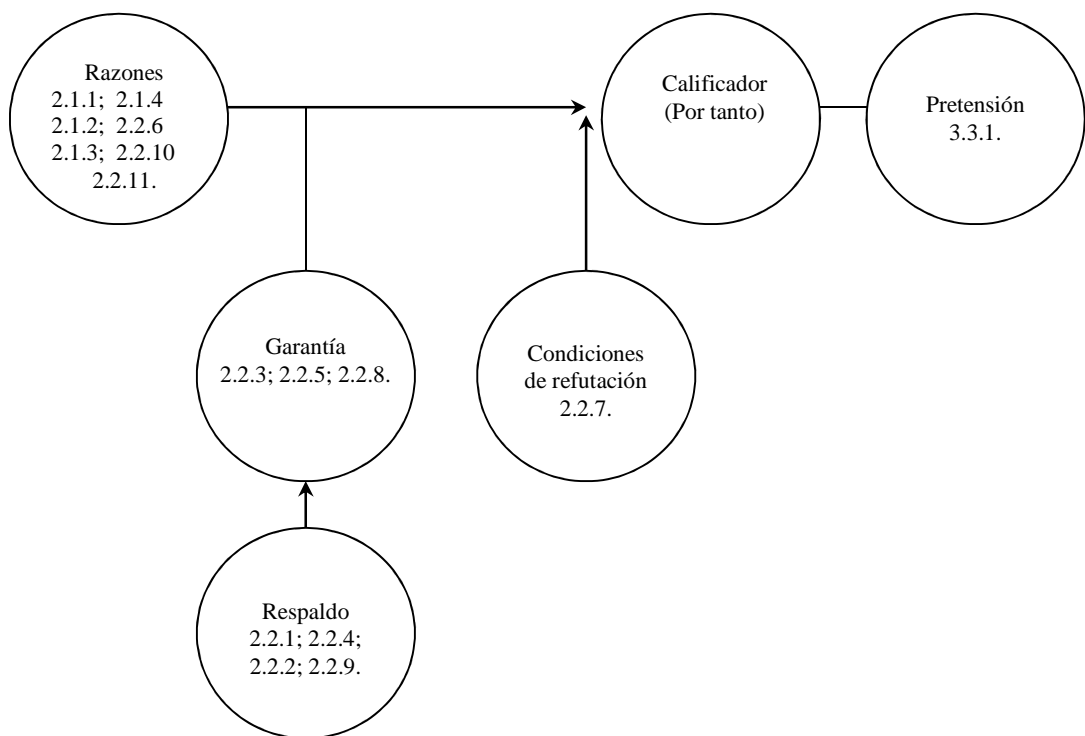 Razones
2.1.1; 2.1.4
2.1.2; 2.2.6
2.1.3; 2.2.10
2.2.11.
Calificador
(Por tanto)
Pretensión
3.3.1.
Garantía
2.2.3; 2.2.5; 2.2.8.
Condiciones
de refutación
2.2.7.
Respaldo
2.2.1; 2.2.4;
2.2.2; 2.2.9.